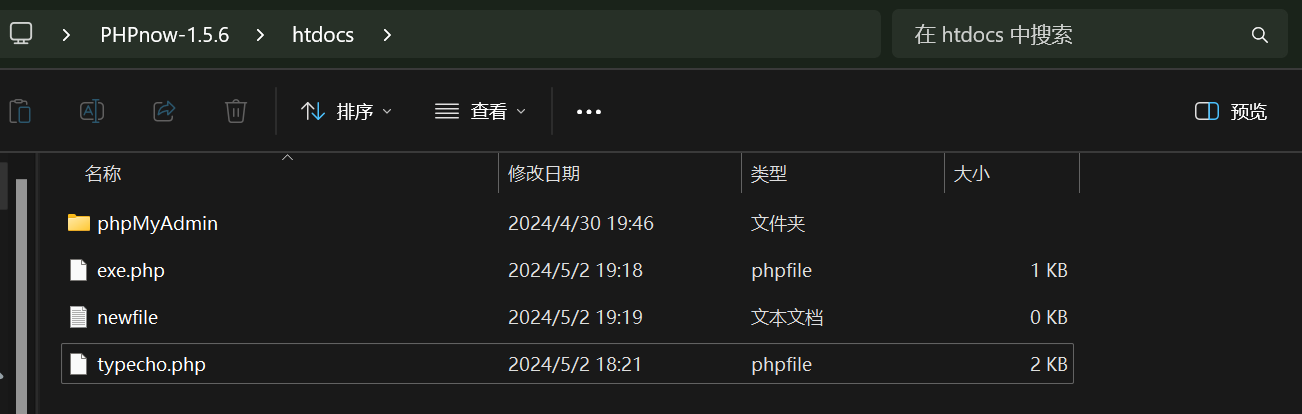 PHPnow-1.5.6 htdocs 在 htdocs 中搜索
排序 查看 预览
名称 修改日期 类型 大小
phpMyAdmin 2024/4/30 19:46 文件夹
exe.php 2024/5/2 19:18 phpfile 1 KB
newfile 2024/5/2 19:19 文本文档 0 KB
typecho.php 2024/5/2 18:21 phpfile 2 KB